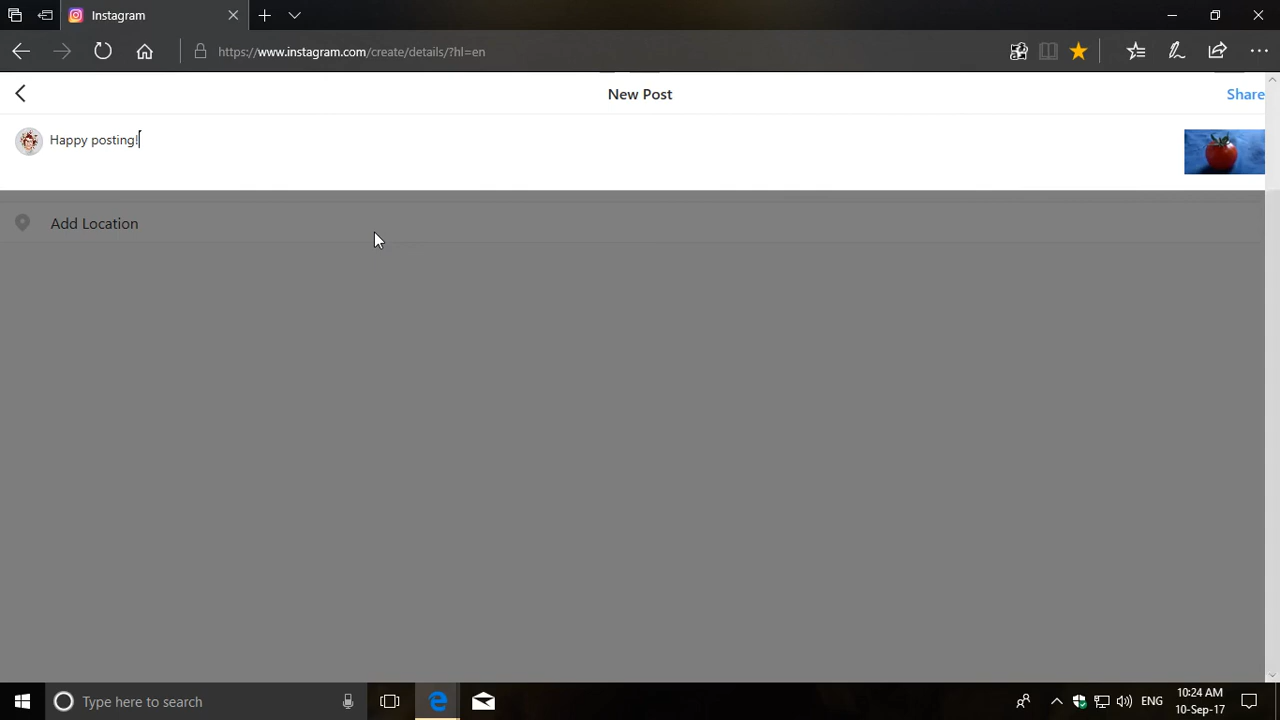 Instagram
https://www.instagram.com/create/details/?hl=en
New Post
Share
Happy posting!
Add Location
Type here to search
ENG
10:24 AM
10-Sep-17